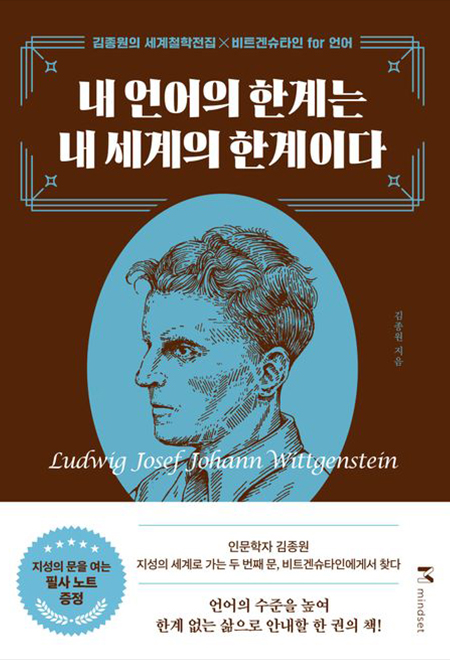 김종원의 세계철학전집×비트겐슈타인 for 언어
내 언어의 한계는
내 세계의 한계이다
김종원 지음
Ludwig Josef Johann Wittgenstein
지성의 문을 여는
필사 노트
증정
인문학자 김종원
지성의 세계로 가는 두 번째 문, 비트겐슈타인에게서 찾다
언어의 수준을 높여
한계 없는 삶으로 안내할 한 권의 책!
mindset